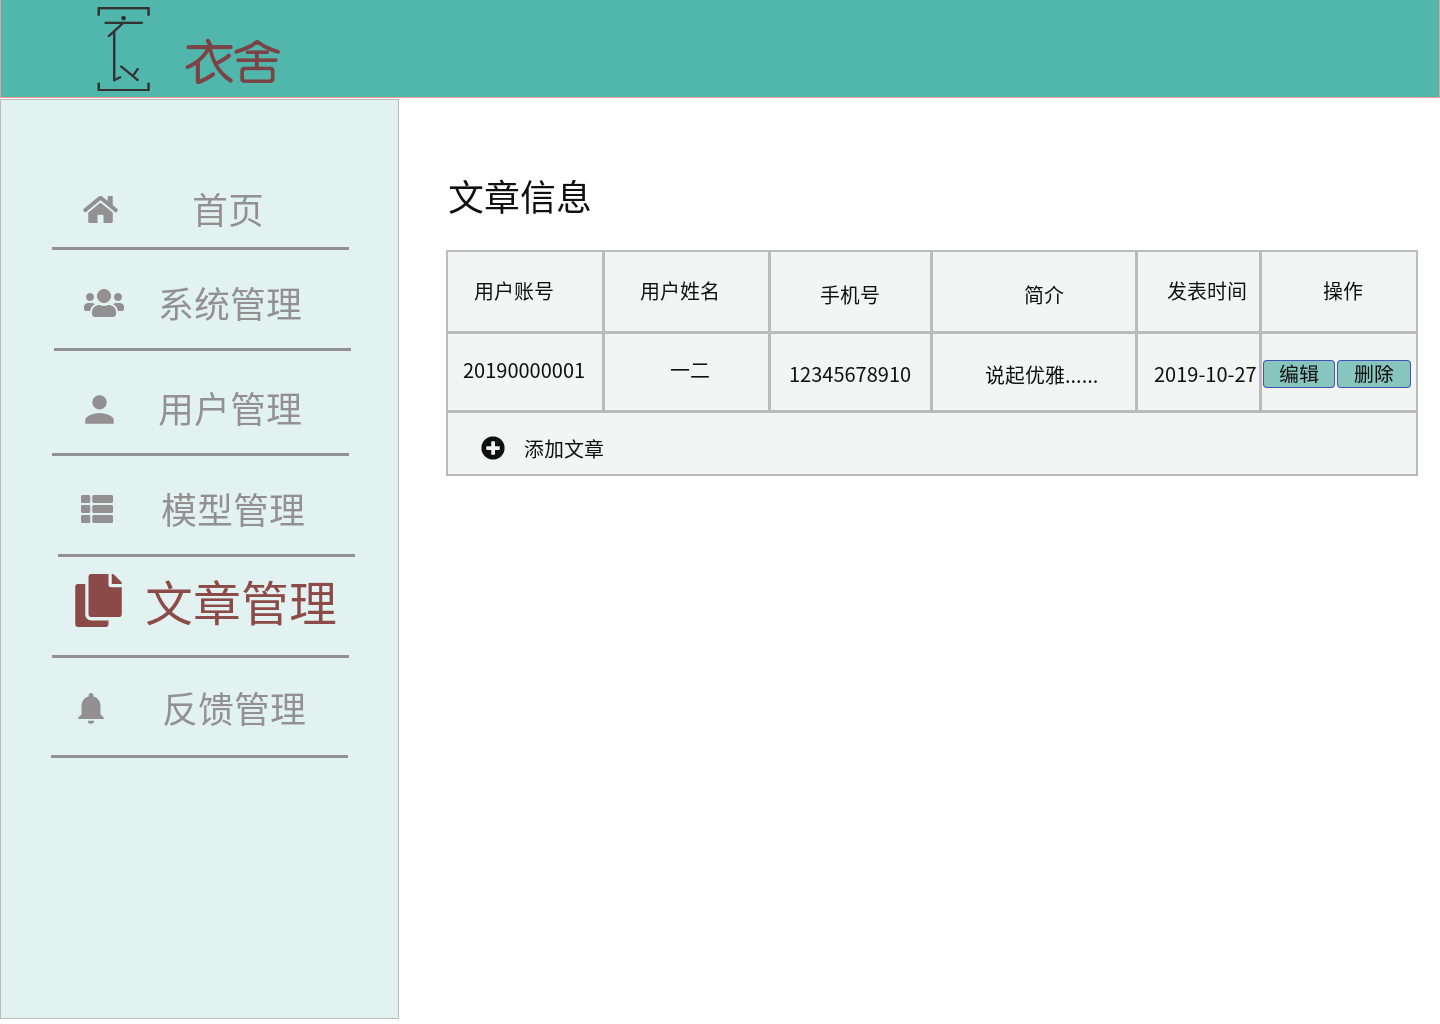 衣舍
首页
系统管理
用户管理
模型管理
文章管理
反馈管理
文章信息
用户账号 用户姓名 手机号 简介 发表时间 操作
20190000001 一二 12345678910 说起优雅...... 2019-10-27 编辑 删除
添加文章